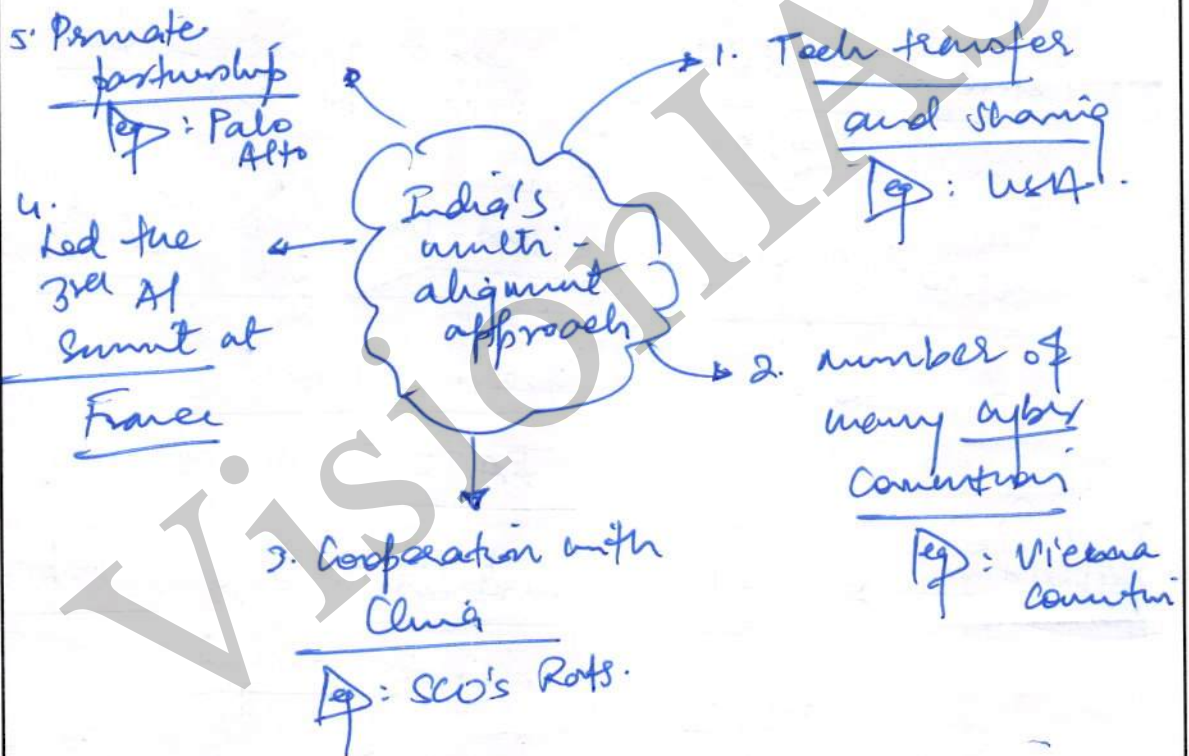 5. Private
partnership
eg : Palo
Alto
1. Tech transfer
and sharing
eg : USA.
India's
multi-
alignment
approach
4.
Led the
3rd AI
Summit at
France
2. number of
many cyber
Convention
eg : Vienna
convention
3. Cooperation with
China
eg : SCO's Rats.
VisionIAS